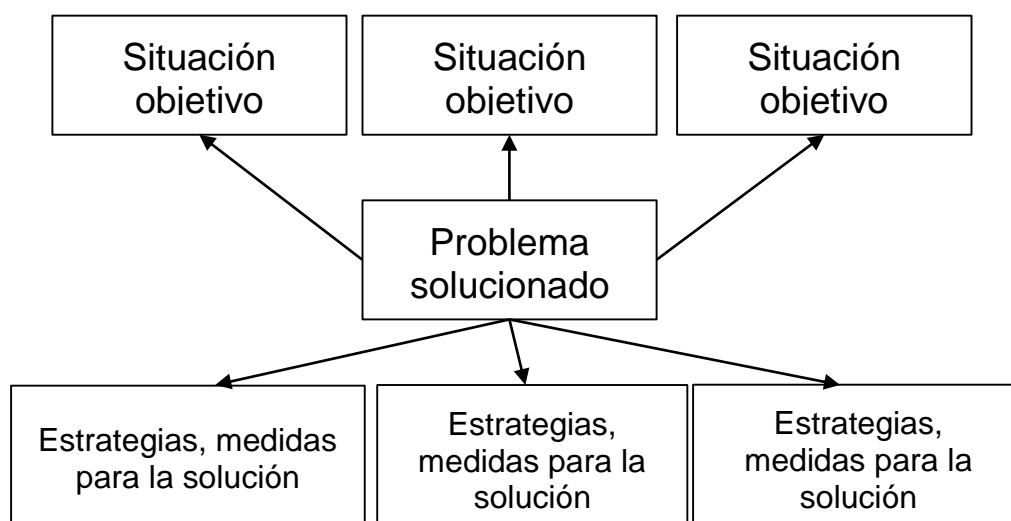 Situación
objetivo
Situación
objetivo
Situación
objetivo
Problema
solucionado
Estrategias, medidas
para la solución
Estrategias,
medidas para la
solución
Estrategias,
medidas para la
solución